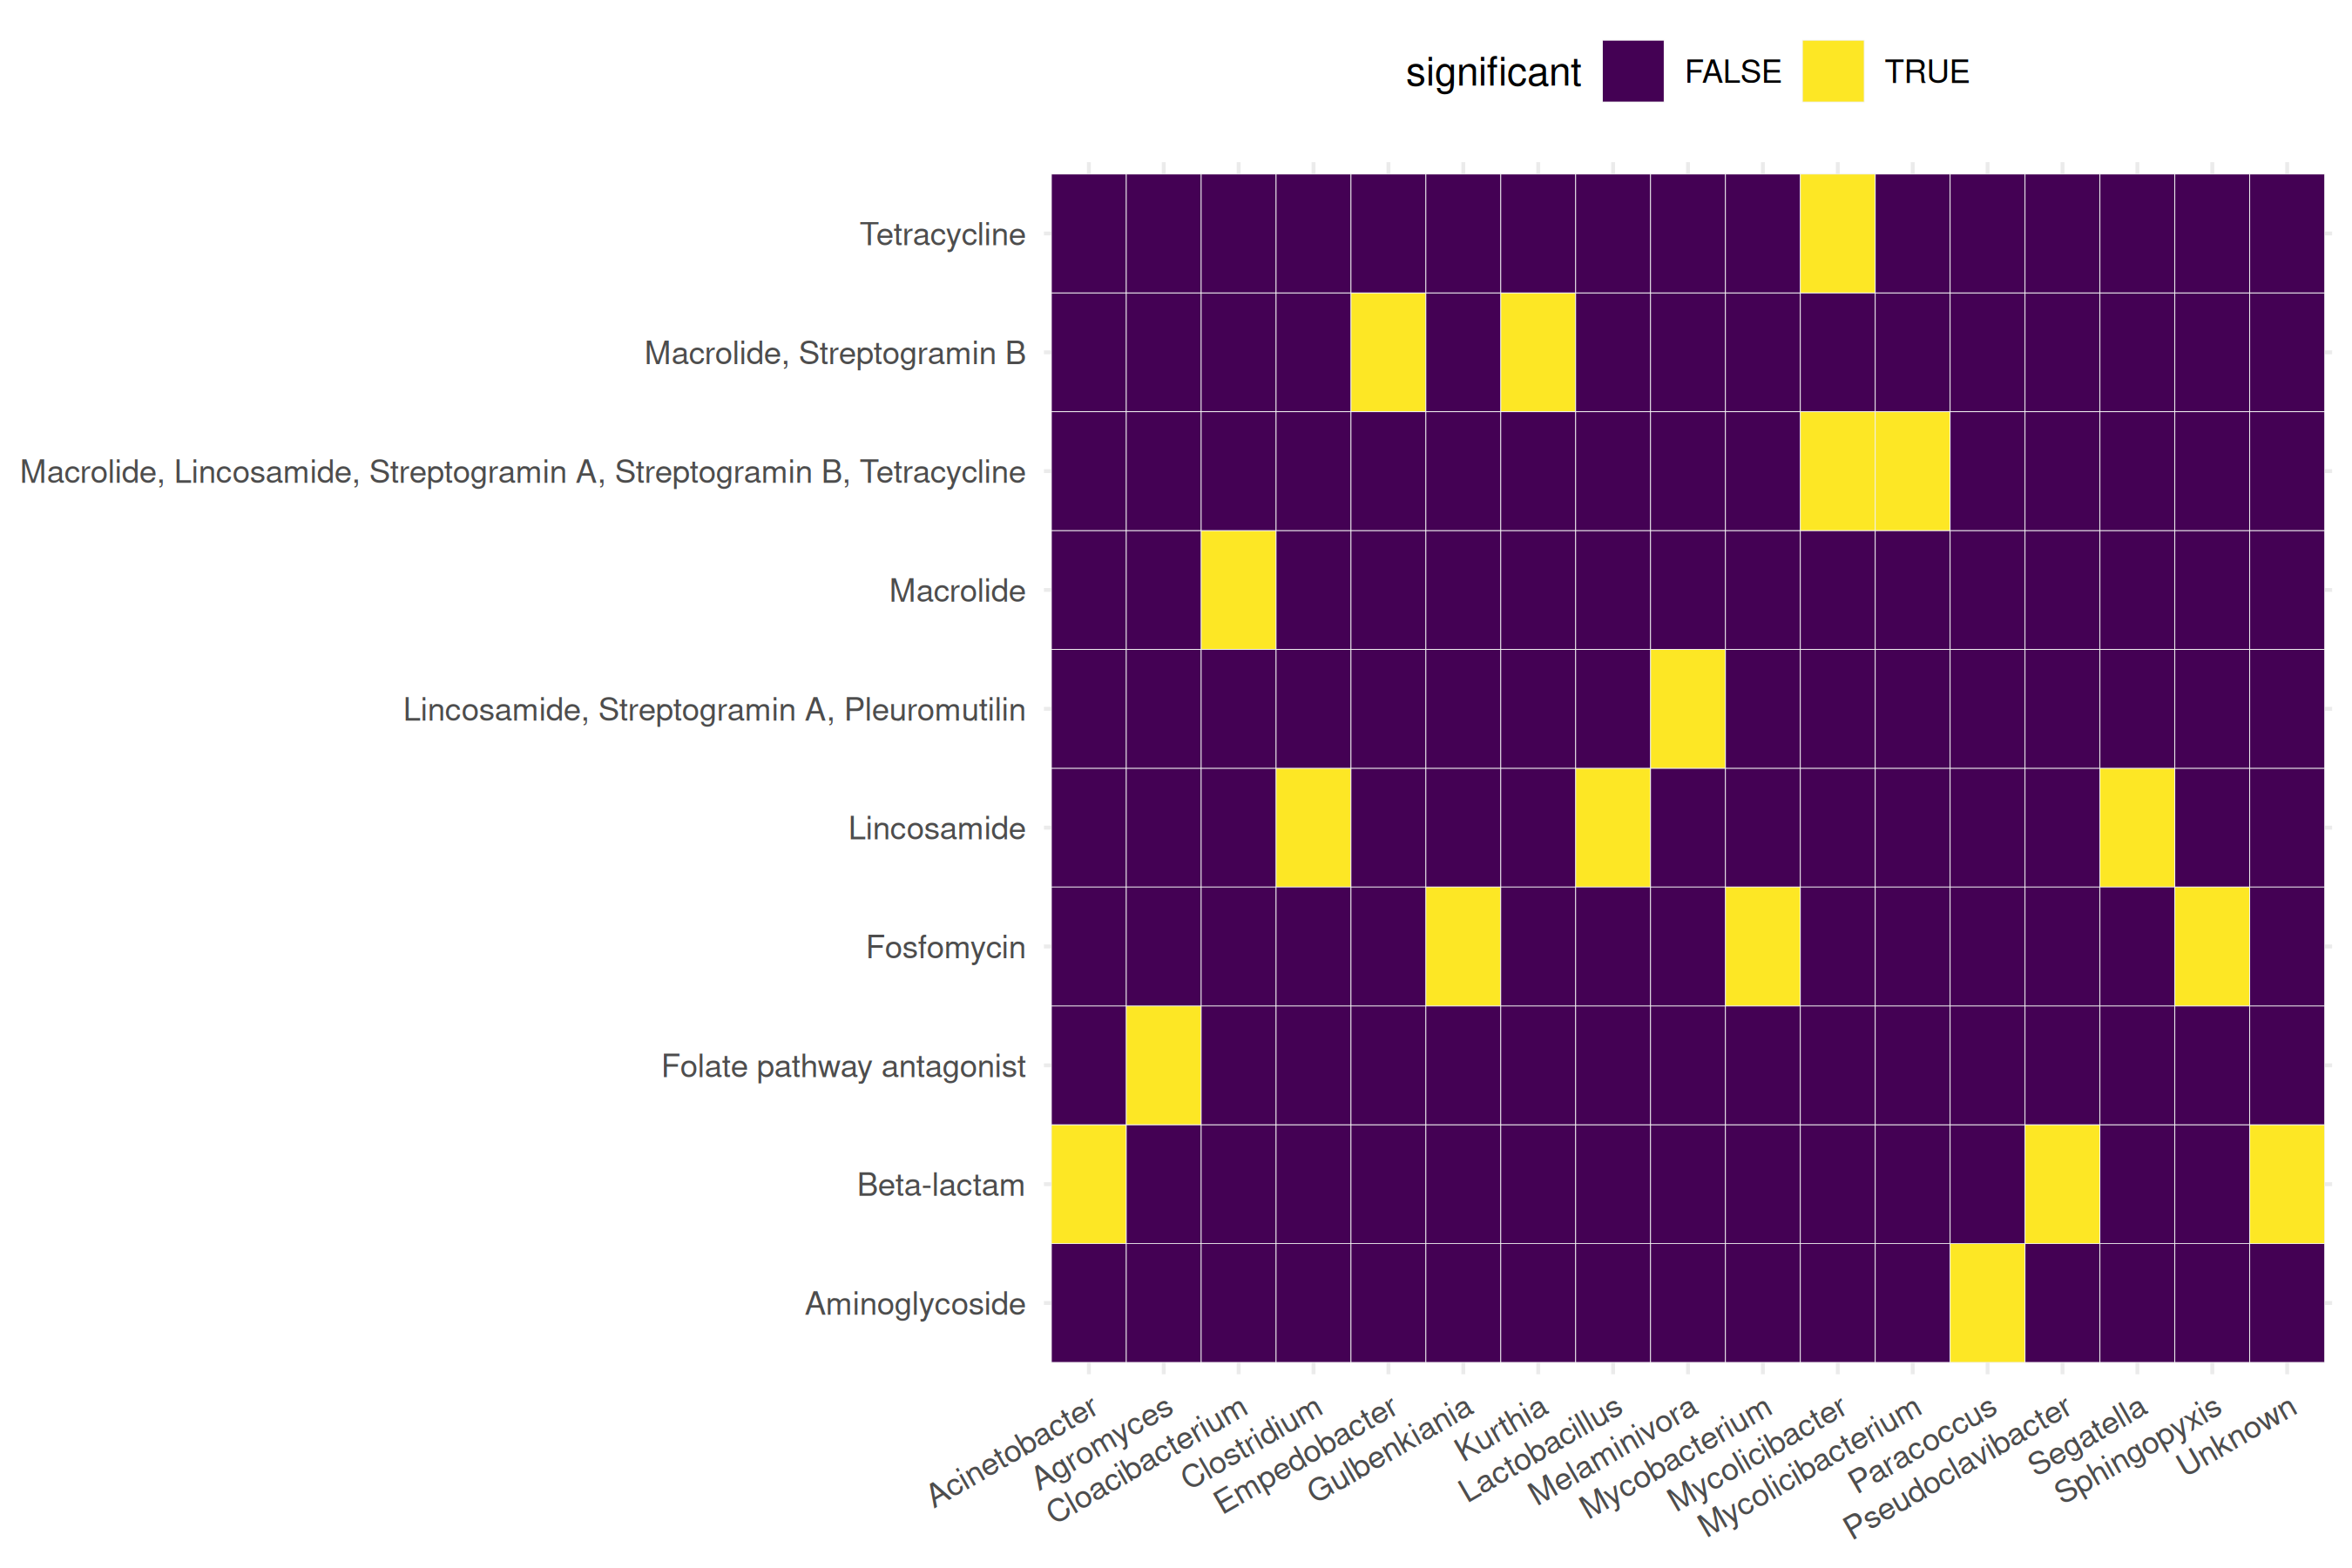 significant FALSE TRUE
Tetracycline
Macrolide, Streptogramin B
Macrolide, Lincosamide, Streptogramin A, Streptogramin B, Tetracycline
Macrolide
Lincosamide, Streptogramin A, Pleuromutilin
Lincosamide
Fosfomycin
Folate pathway antagonist
Beta-lactam
Aminoglycoside
Acinetobacter
Agromyces
Cloacibacterium
Clostridium
Empedobacter
Gulbenkiania
Kurthia
Lactobacillus
Melaminivora
Mycobacterium
Mycolicibacter
Mycolicibacterium
Paracoccus
Pseudoclavibacter
Segatella
Sphingopyxis
Unknown